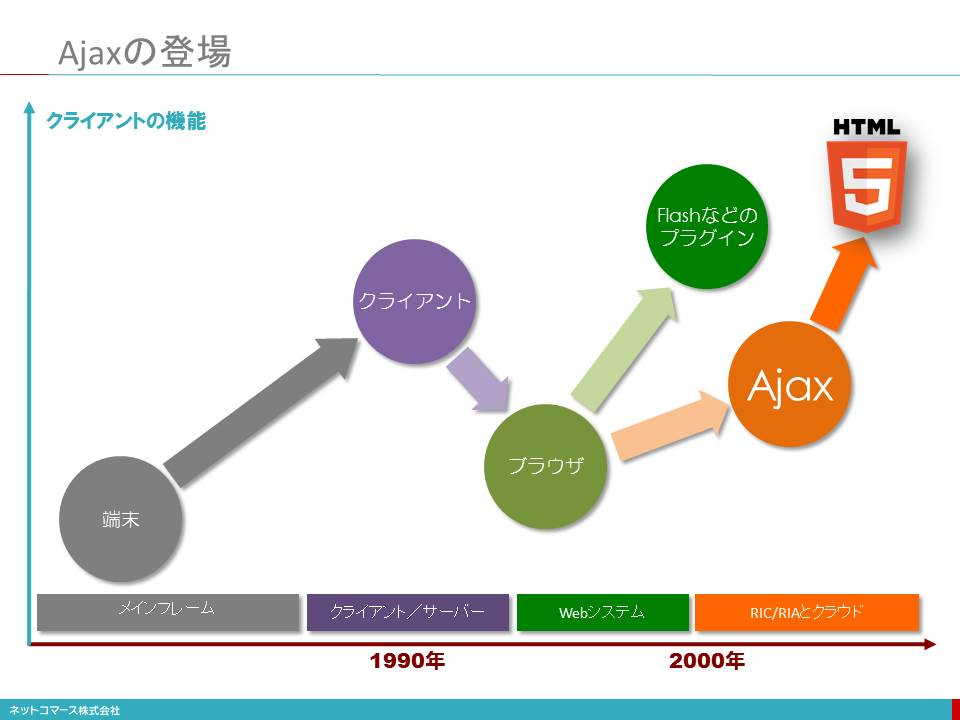 Ajaxの登場
クライアントの機能
HTML
5
Flashなどの
プラグイン
クライアント
Ajax
ブラウザ
端末
メインフレーム
クライアント／サーバー
Webシステム
RIC/RIAとクラウド
1990年
2000年
ネットコマース株式会社